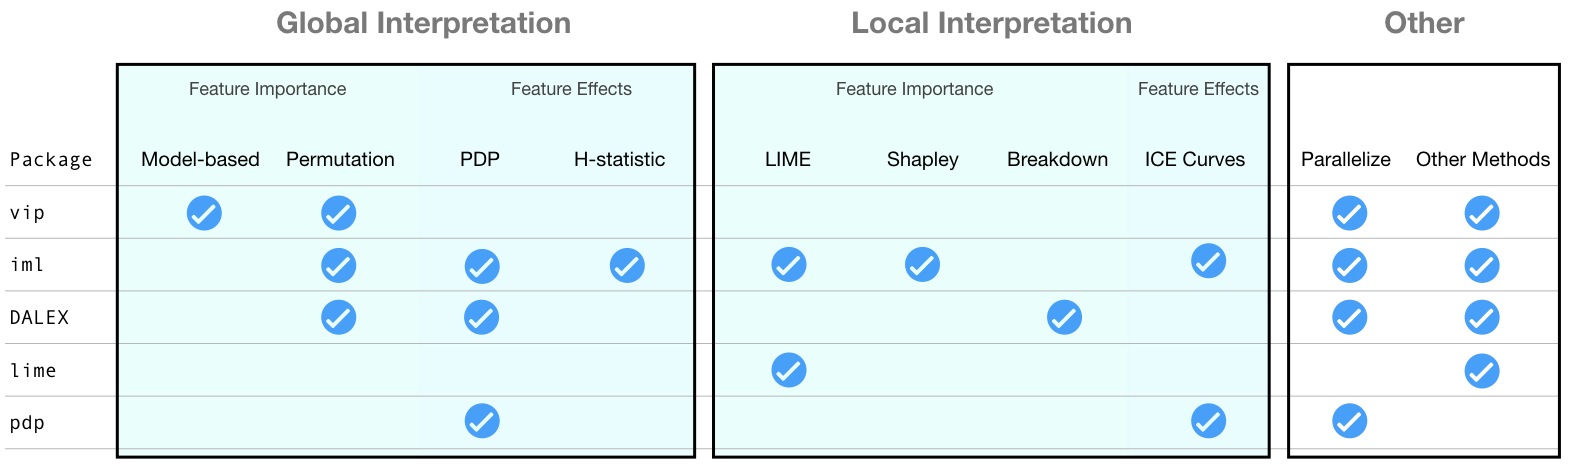 Global Interpretation Local Interpretation Other
Feature Importance Feature Effects Feature Importance Feature Effects
Package Model-based Permutation PDP H-statistic LIME Shapley Breakdown ICE Curves Parallelize Other Methods
vip
iml
DALEX
lime
pdp